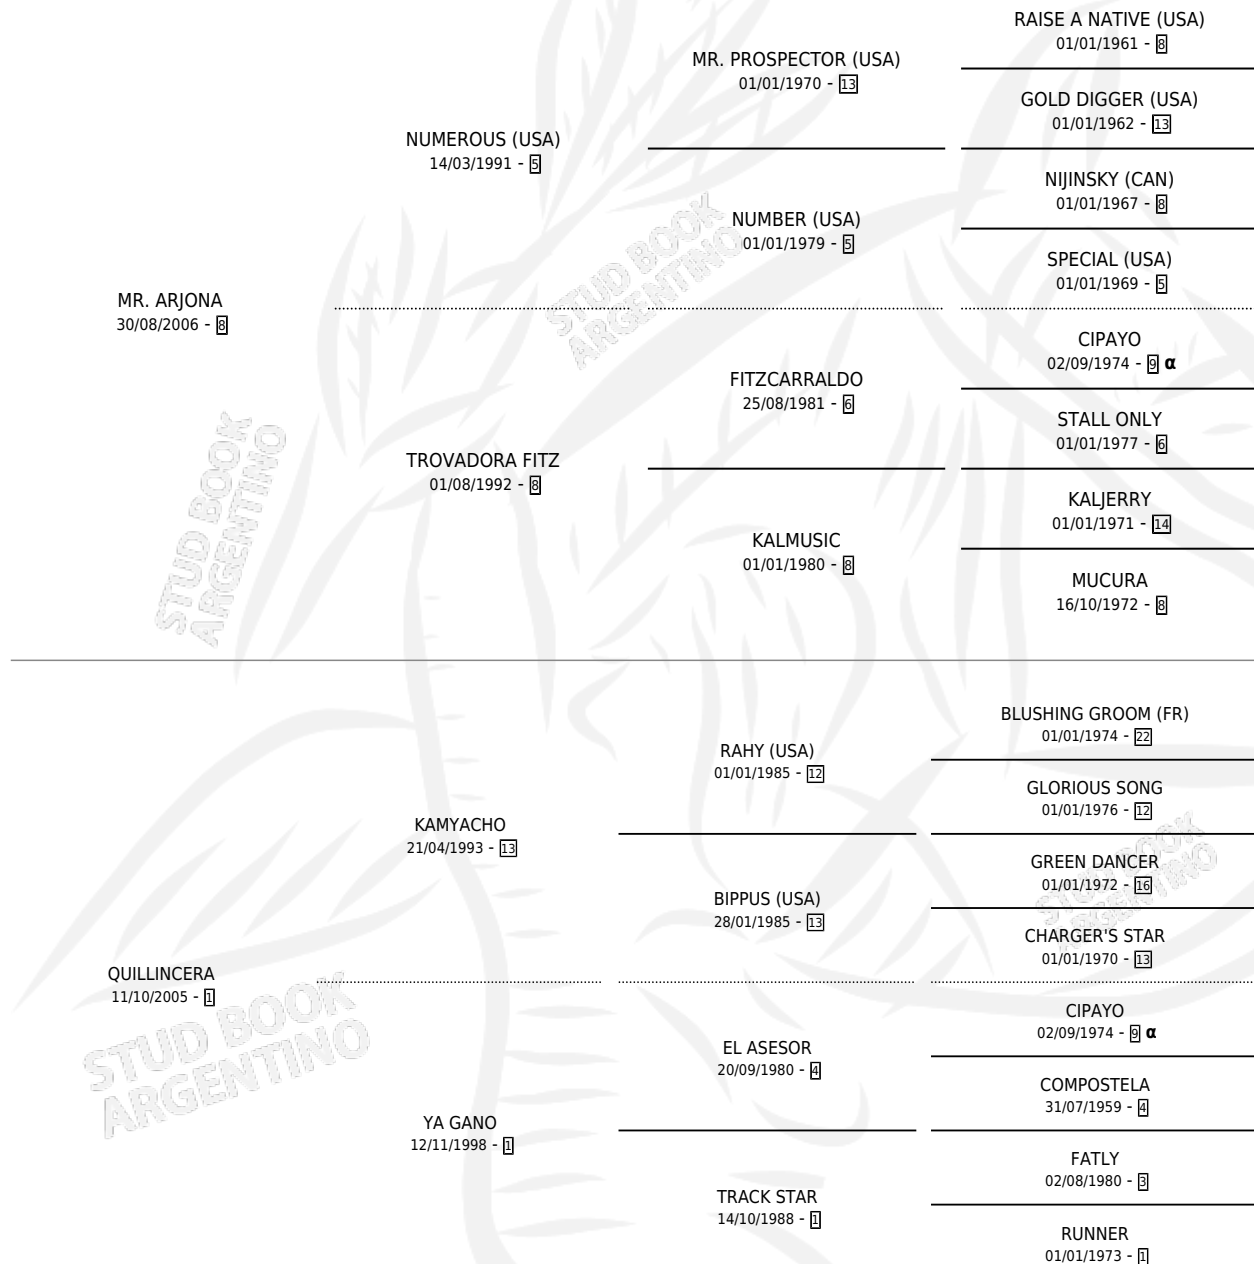 RAISE A NATIVE (USA)
01/01/1961 - 8
MR. PROSPECTOR (USA)
01/01/1970 - 13
GOLD DIGGER (USA)
01/01/1962 - 13
NUMEROUS (USA)
14/03/1991 - 5
NIJINSKY (CAN)
01/01/1967 - 8
NUMBER (USA)
01/01/1979 - 5
SPECIAL (USA)
01/01/1969 - 5
STUD BOOK
ARGENTINO
MR. ARJONA
30/08/2006 - 8
CIPAYO
02/09/1974 - 9 α
FITZCARRALDO
25/08/1981 - 6
STALL ONLY
01/01/1977 - 6
TROVADORA FITZ
01/08/1992 - 8
KALJERRY
01/01/1971 - 14
KALMUSIC
01/01/1980 - 8
MUCURA
16/10/1972 - 8
STUD BOOK
ARGENTINO
BLUSHING GROOM (FR)
01/01/1974 - 22
RAHY (USA)
01/01/1985 - 12
GLORIOUS SONG
01/01/1976 - 12
KAMYACHO
21/04/1993 - 13
GREEN DANCER
01/01/1972 - 16
BIPPUS (USA)
28/01/1985 - 13
CHARGER'S STAR
01/01/1970 - 13
STUD BOOK
ARGENTINO
QUILLINCERA
11/10/2005 - 1
CIPAYO
02/09/1974 - 9 α
EL ASESOR
20/09/1980 - 4
COMPOSTELA
31/07/1959 - 4
YA GANO
12/11/1998 - 1
FATLY
02/08/1980 - 3
TRACK STAR
14/10/1988 - 1
RUNNER
01/01/1973 - 1
STUD BOOK
ARGENTINO